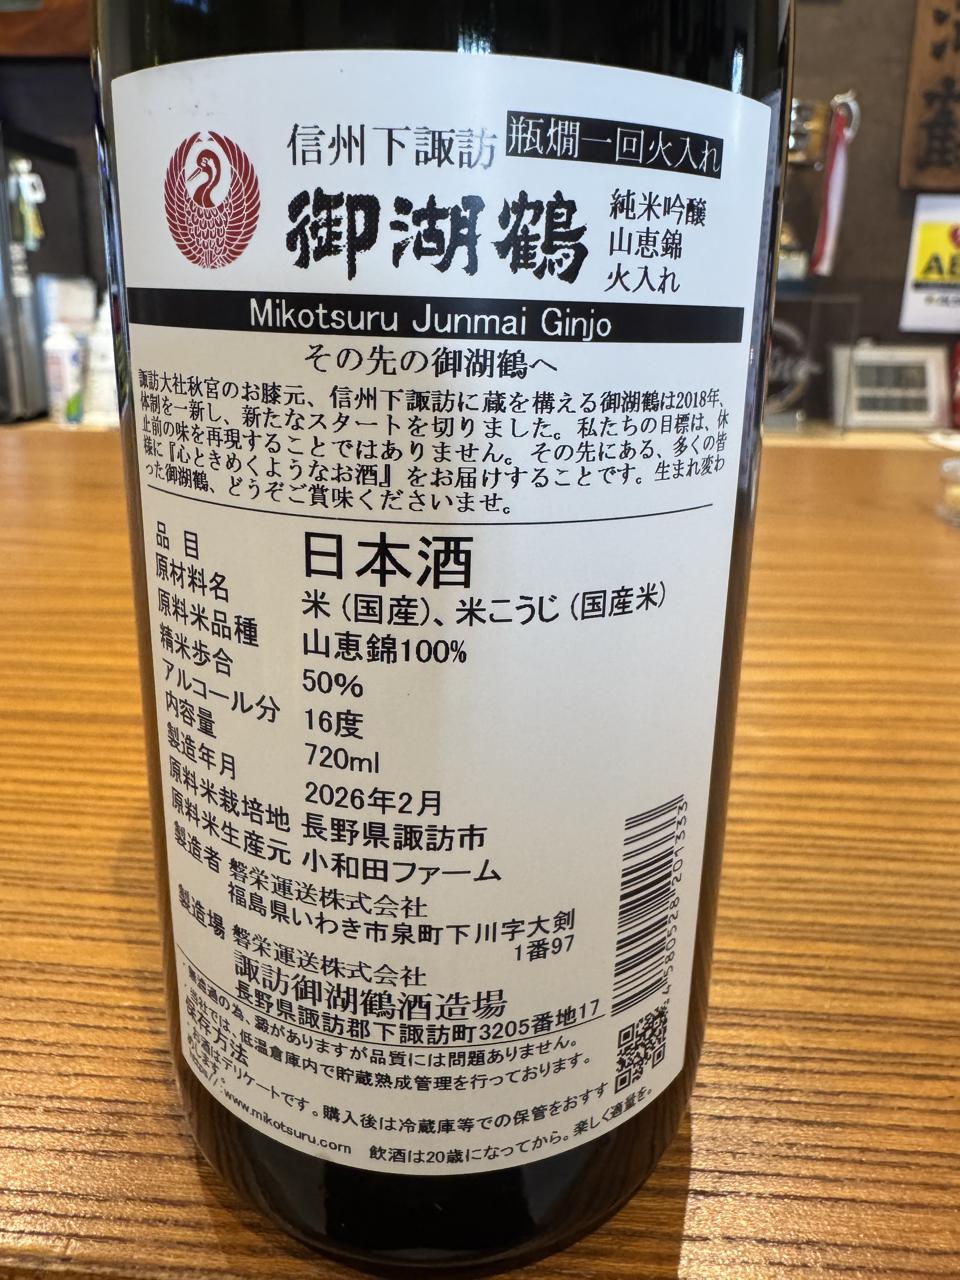 信州下諏訪 瓶燗一回火入れ
御湖鶴
純米吟醸
山恵錦
火入れ
Mikotsuru Junmai Ginjo
その先の御湖鶴へ
諏訪大社秋宮のお膝元、信州下諏訪に蔵を構える御湖鶴は2018年、
体制を一新し、新たなスタートを切りました。私たちの目標は、休
止前の味を再現することではありません。その先にある、多くの皆
様に『心ときめくようなお酒』をお届けすることです。生まれ変わ
った御湖鶴、どうぞご賞味くださいませ。
品目 日本酒
原材料名 米(国産)、米こうじ(国産米)
原料米品種 山恵錦100%
精米歩合 50%
アルコール分 16度
内容量 720ml
製造年月 2026年2月
原料米栽培地 長野県諏訪市
原料米生産元 小和田ファーム
製造者 磐栄運送株式会社
福島県いわき市泉町下川字大剣
1番97
製造場 磐栄運送株式会社
諏訪御湖鶴酒造場
長野県諏訪郡下諏訪町3205番地17
の為、澱がありますが品質には問題ありません。
・当社では、低温倉庫内で貯蔵熟成管理を行っております。
保存方法
・お酒はデリケートです。購入後は冷蔵庫等での保管をおすす
めします。
www.mikotsuru.com 飲酒は20歳になってから。楽しく適量を。
4580528201333